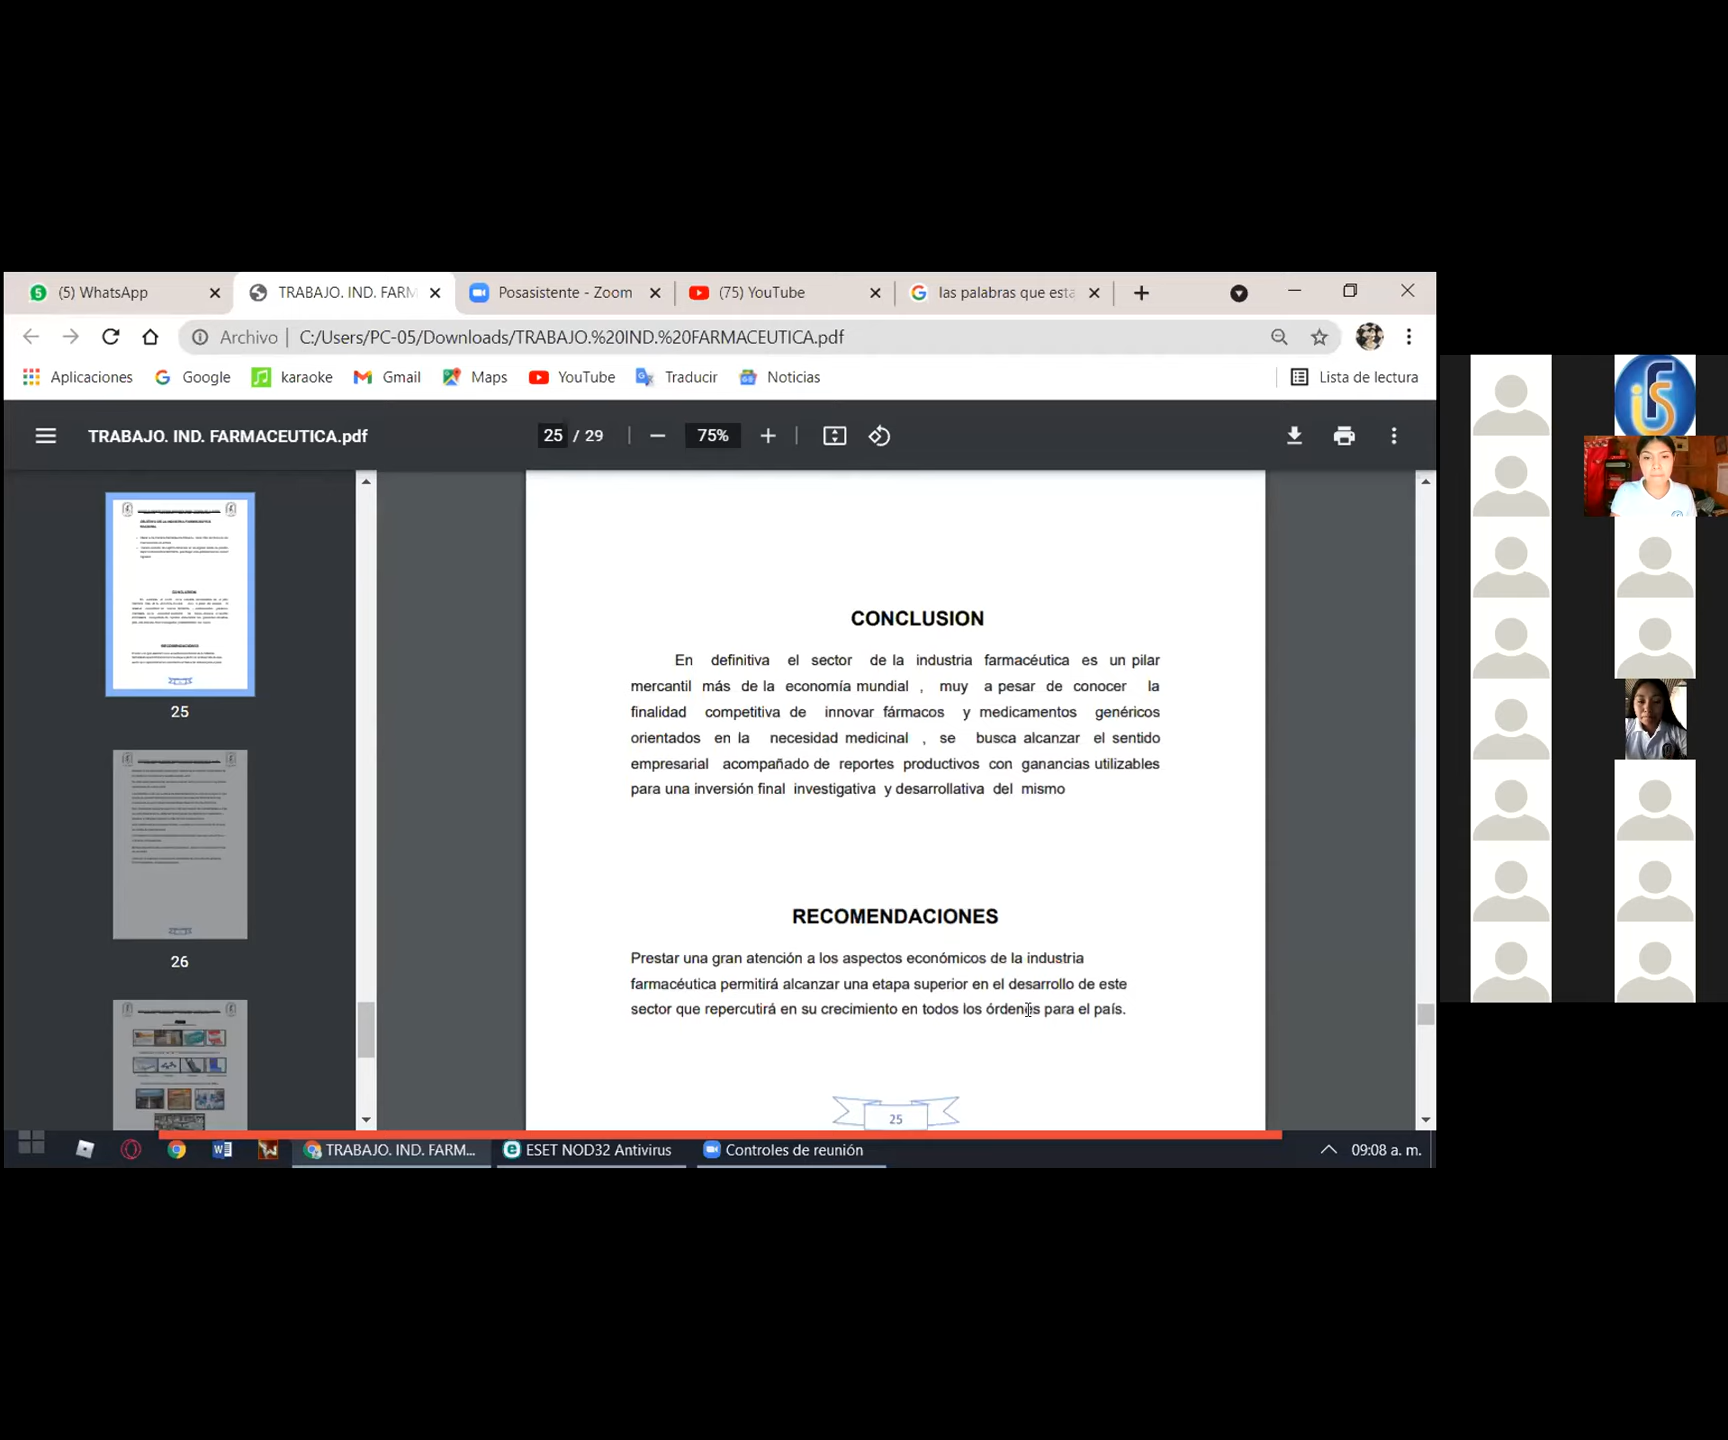 (5) WhatsApp
TRABAJO. IND. FARM
Posasistente - Zoom
(75) YouTube
las palabras que esta
Archivo
C:/Users/PC-05/Downloads/TRABAJO.%20IND.%20FARMACEUTICA.pdf
Aplicaciones
Google
karaoke
Gmail
Maps
YouTube
Traducir
Noticias
Lista de lectura
TRABAJO. IND. FARMACEUTICA.pdf
25 / 29
75%
25
26
CONCLUSION
En definitiva el sector de la industria farmacéutica es un pilar
mercantil más de la economía mundial , muy a pesar de conocer la
finalidad competitiva de innovar fármacos y medicamentos genéricos
orientados en la necesidad medicinal , se busca alcanzar el sentido
empresarial acompañado de reportes productivos con ganancias utilizables
para una inversión final investigativa y desarrollativa del mismo
RECOMENDACIONES
Prestar una gran atención a los aspectos económicos de la industria
farmacéutica permitirá alcanzar una etapa superior en el desarrollo de este
sector que repercutirá en su crecimiento en todos los órdenes para el país.
25
TRABAJO. IND. FARM...
ESET NOD32 Antivirus
Controles de reunión
09:08 a. m.